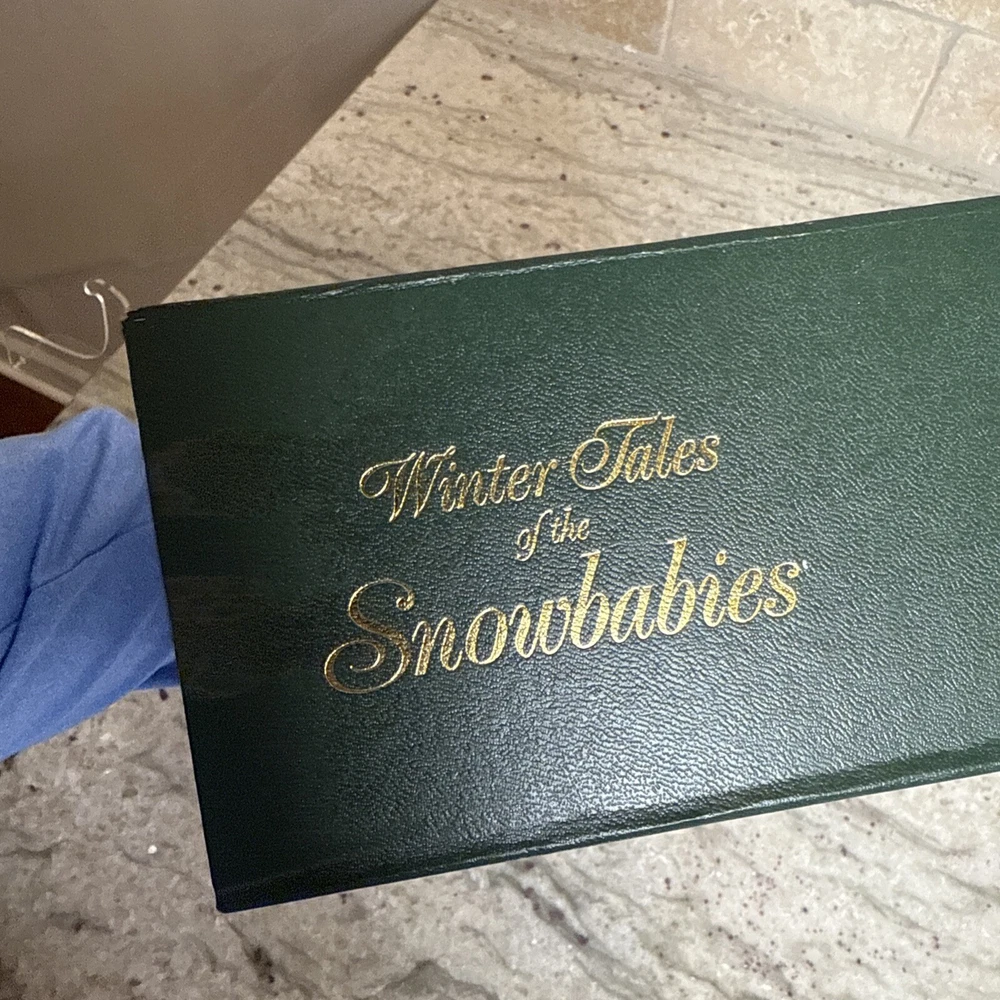 Winter Tales
of the
Snowbabies